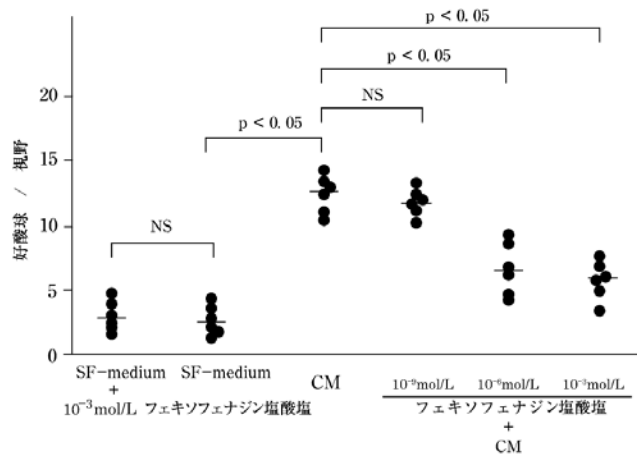 p < 0.05
p < 0.05
NS
p < 0.05
NS
好酸球 / 視野
20
15
10
5
0
SF-medium
+
10⁻³mol/L フェキソフェナジン塩酸塩
SF-medium
CM
10⁻⁹mol/L 10⁻⁶mol/L 10⁻³mol/L
フェキソフェナジン塩酸塩
+
CM